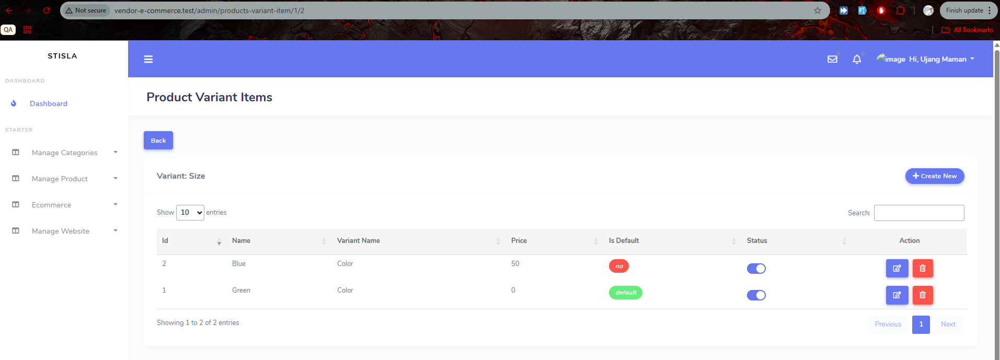 Not secure vendor-e-commerce.test/admin/products-variant-item/1/2 Finish update
QA All Bookmarks
STISLA
image Hi, Ujang Maman
DASHBOARD
Dashboard
STARTER
Manage Categories
Manage Product
Ecommerce
Manage Website
Product Variant Items
Back
Variant: Size + Create New
Show 10 entries Search:
Id Name Variant Name Price Is Default Status Action
2 Blue Color 50 no
1 Green Color 0 default
Showing 1 to 2 of 2 entries Previous 1 Next